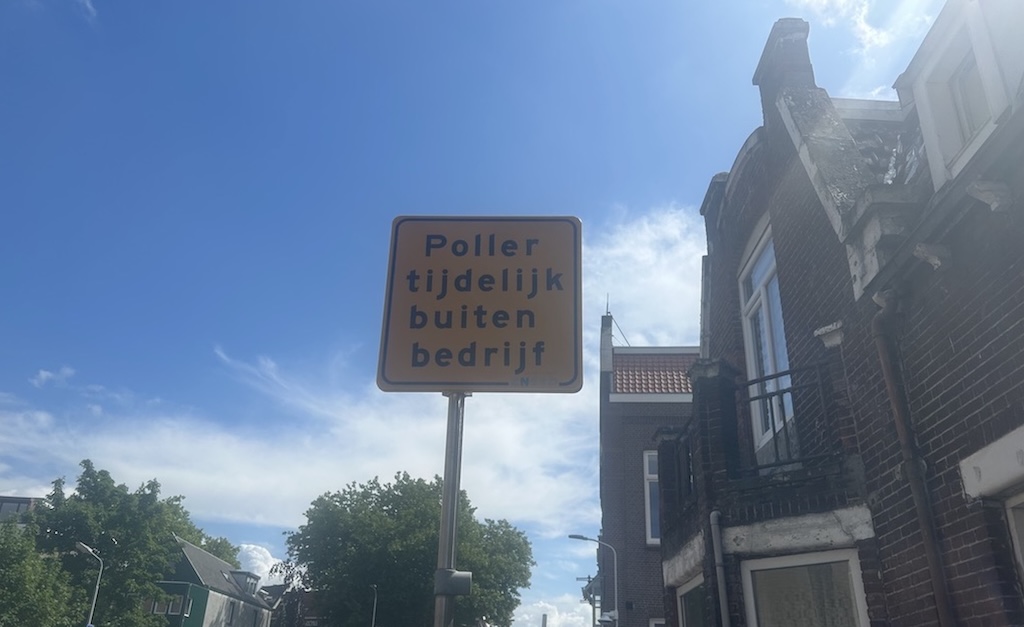 Poller
tijdelijk
buiten
bedrijf